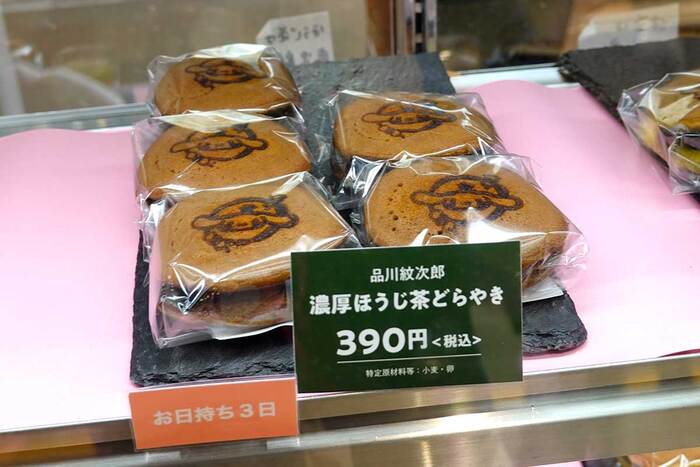 品川紋次郎
濃厚ほうじ茶どらやき
390円<税込>
特定原材料等:小麦・卵
お日持ち3日